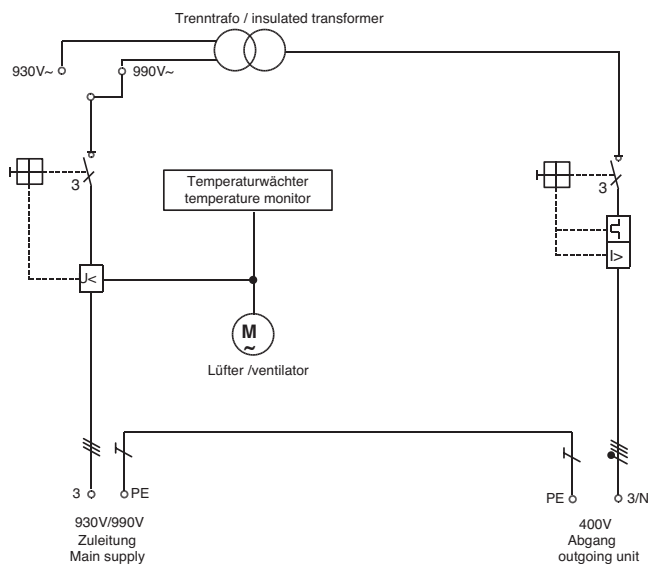 Trenntrafo / insulated transformer
930V~
990V~
3
3
Temperaturwächter
temperature monitor
J<
I>
M
~
Lüfter /ventilator
3
PE
PE
3/N
930V/990V
Zuleitung
Main supply
400V
Abgang
outgoing unit